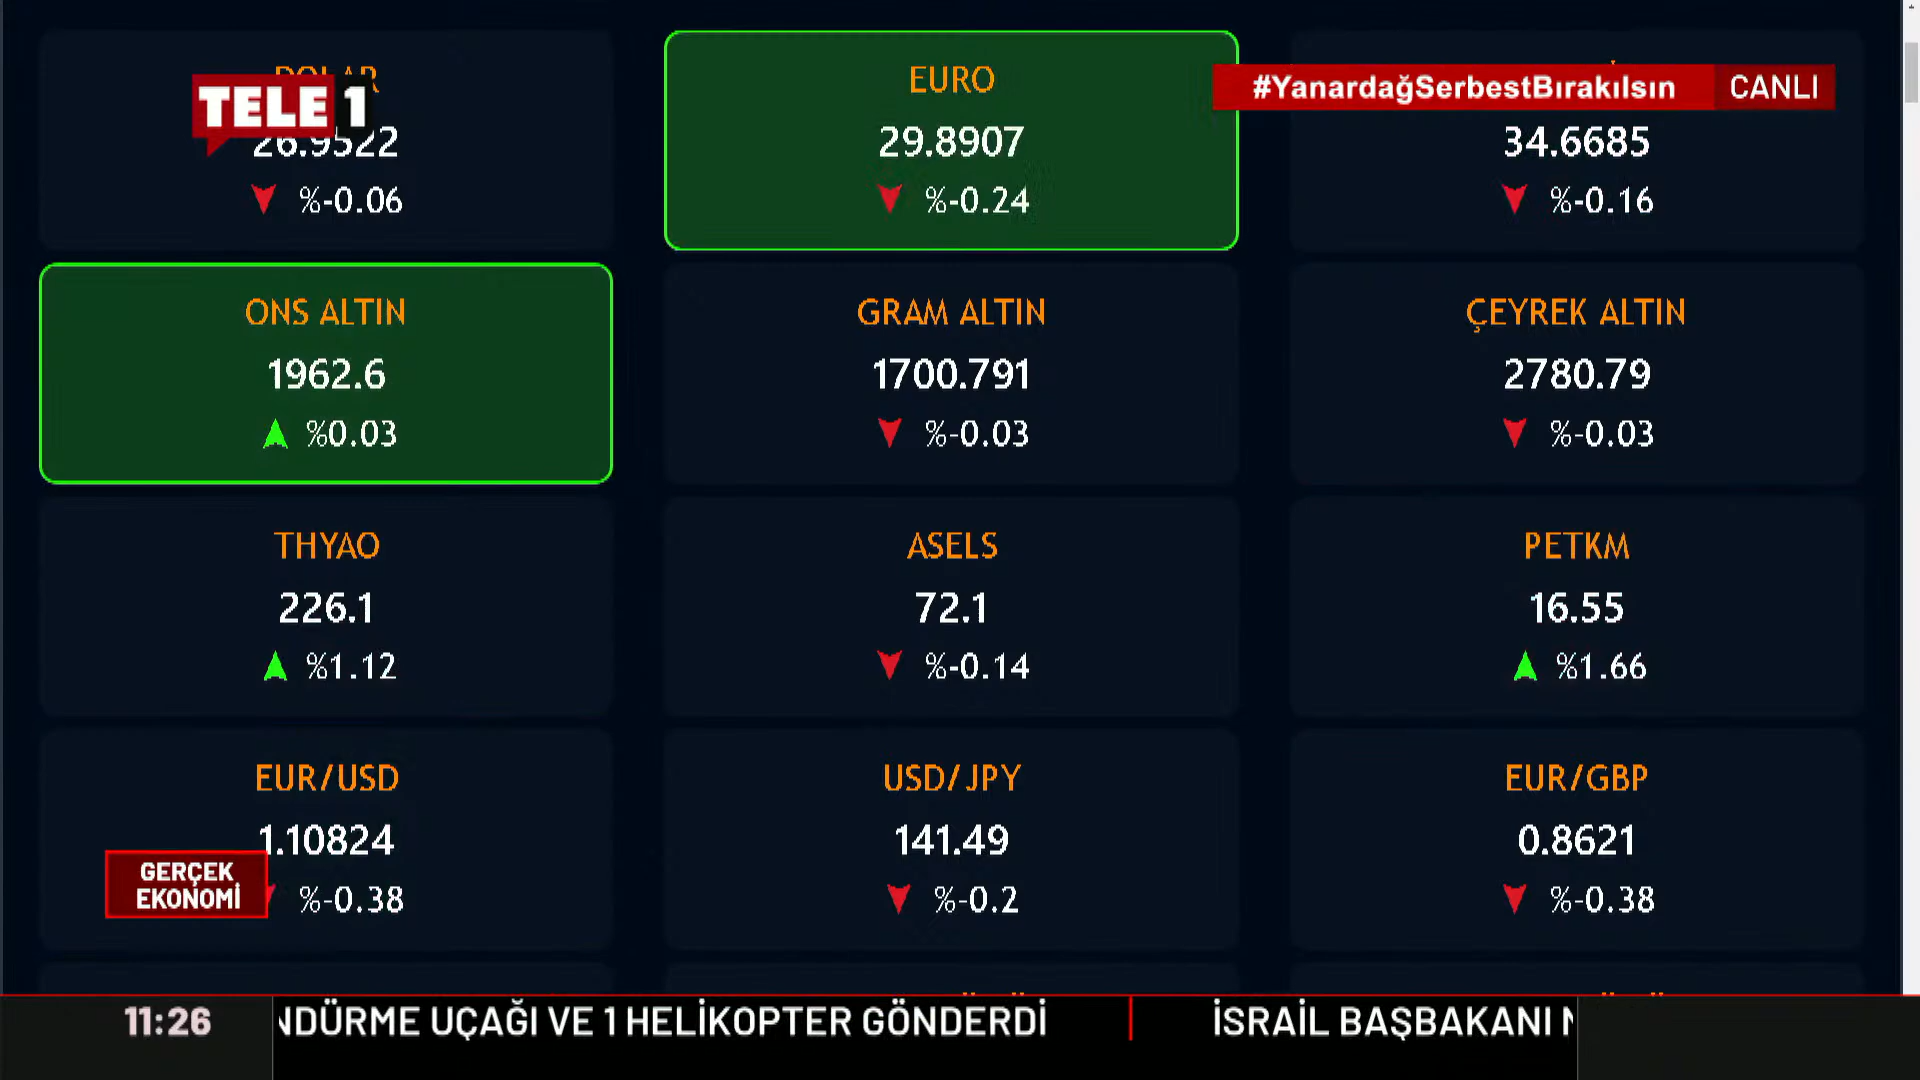 EURO
#YanardağSerbestBırakılsın CANLI
TELE1
26.9522
29.8907
34.6685
%-0.06
%-0.24
%-0.16
ONS ALTIN
GRAM ALTIN
ÇEYREK ALTIN
1962.6
1700.791
2780.79
%0.03
%-0.03
%-0.03
THYAO
ASELS
PETKM
226.1
72.1
16.55
%1.12
%-0.14
%1.66
EUR/USD
USD/JPY
EUR/GBP
1.10824
141.49
0.8621
GERÇEK
EKONOMİ
%-0.38
%-0.2
%-0.38
11:26
NDÜRME UÇAĞI VE 1 HELİKOPTER GÖNDERDİ
İSRAİL BAŞBAKANI